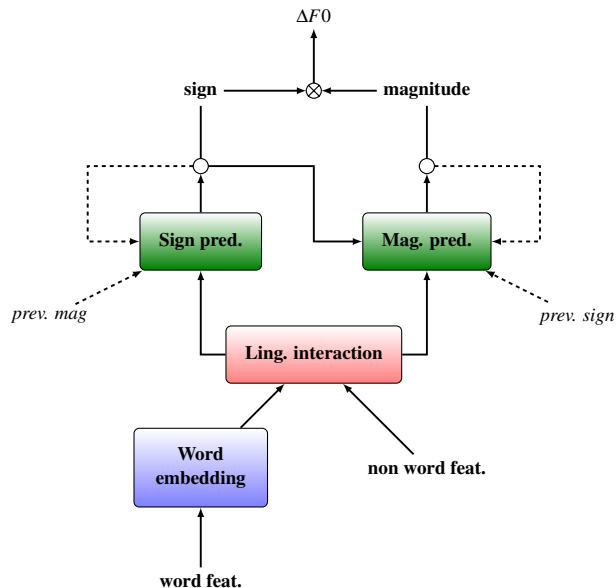 ΔF0
sign
magnitude
Sign pred.
Mag. pred.
prev. mag
prev. sign
Ling. interaction
Word
embedding
non word feat.
word feat.